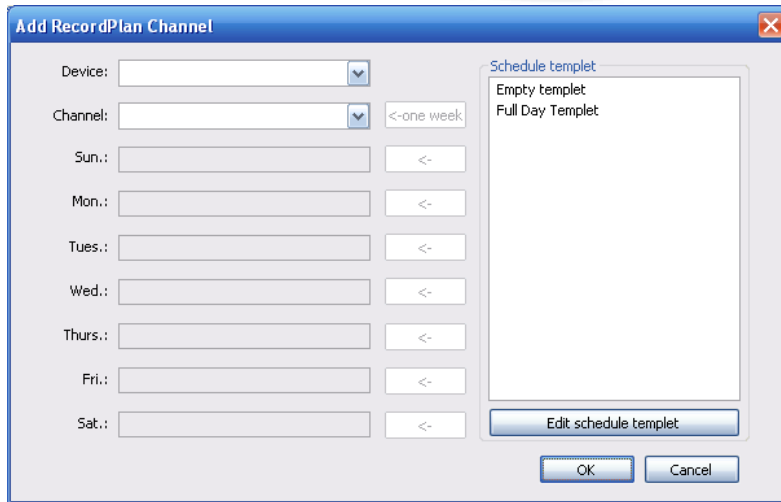 Add RecordPlan Channel
Device:
Channel:
<-one week
Sun.:
<-
Mon.:
<-
Tues.:
<-
Wed.:
<-
Thurs.:
<-
Fri.:
<-
Sat.:
<-
Schedule templet
Empty templet
Full Day Templet
Edit schedule templet
OK
Cancel